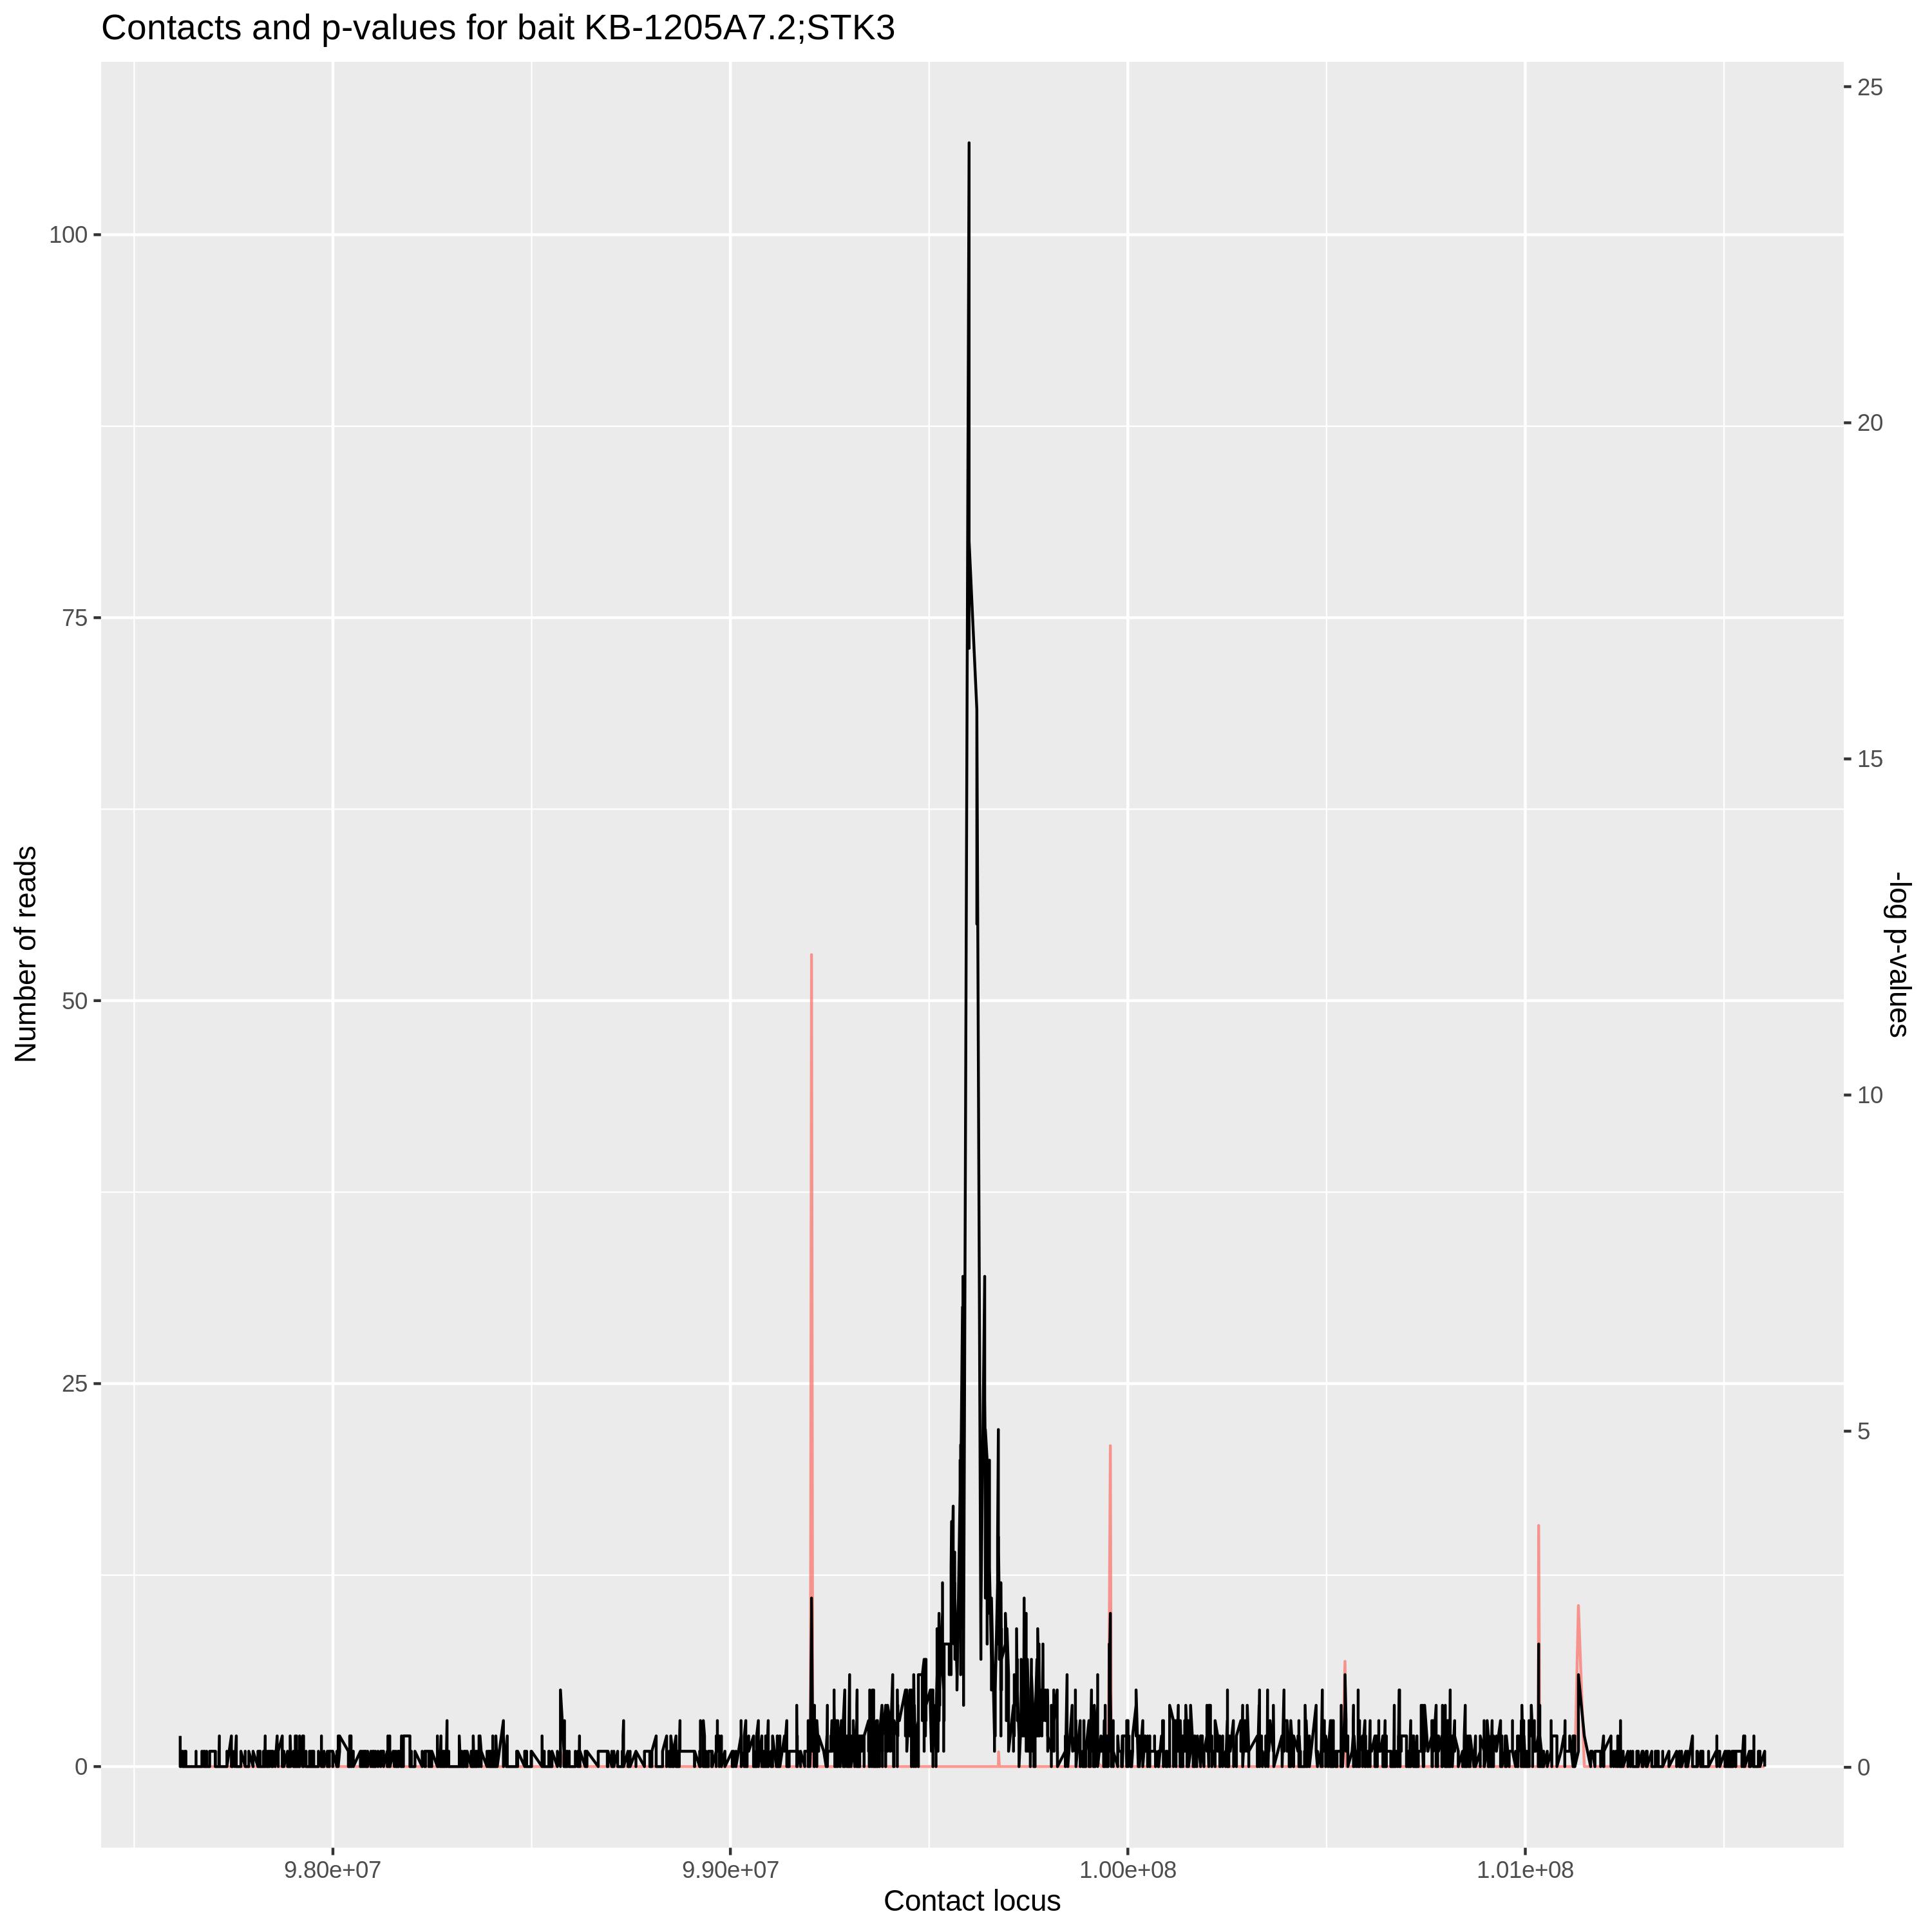 Contacts and p-values for bait KB-1205A7.2;STK3
25
100
20
75
15
Number of reads
-log p-values
50
10
25
5
0
0
9.80e+07
9.90e+07
1.00e+08
1.01e+08
Contact locus